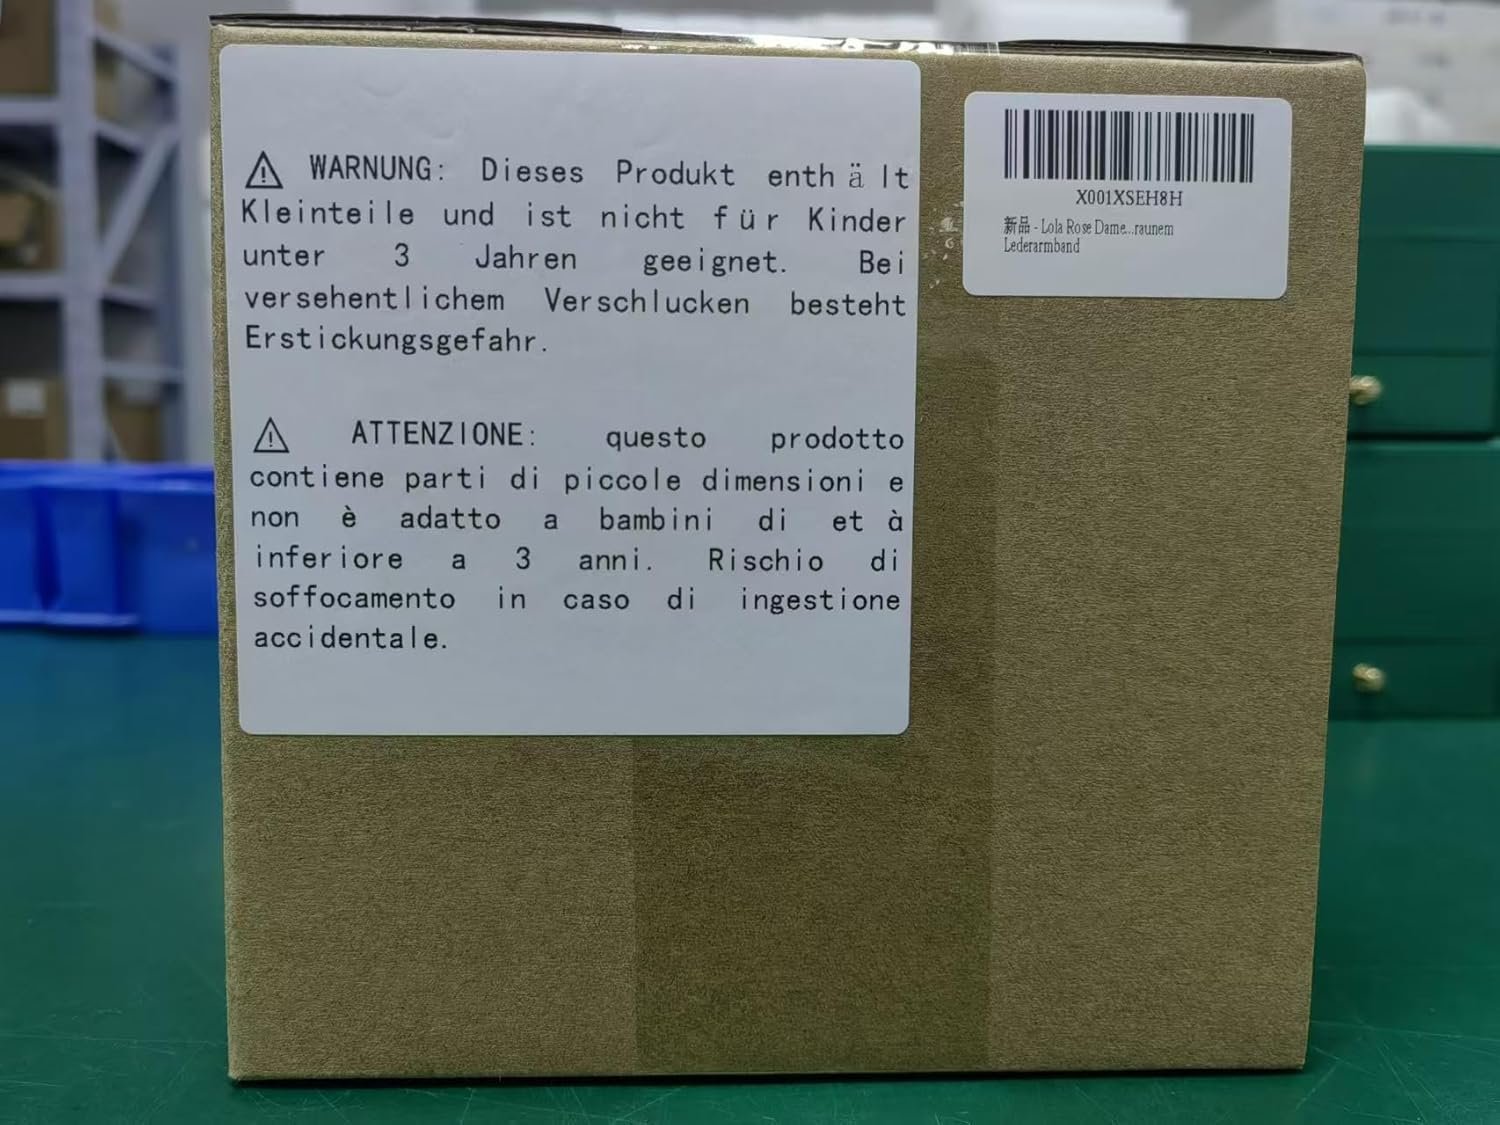 ⚠ WARNUNG: Dieses Produkt enthält
Kleinteile und ist nicht für Kinder
unter 3 Jahren geeignet. Bei
versehentlichem Verschlucken besteht
Erstickungsgefahr.
⚠ ATTENZIONE: questo prodotto
contiene parti di piccole dimensioni e
non è adatto a bambini di età
inferiore a 3 anni. Rischio di
soffocamento in caso di ingestione
accidentale.
X001XSEH8H
新品 - Lola Rose Dame...raunem
Lederarmband